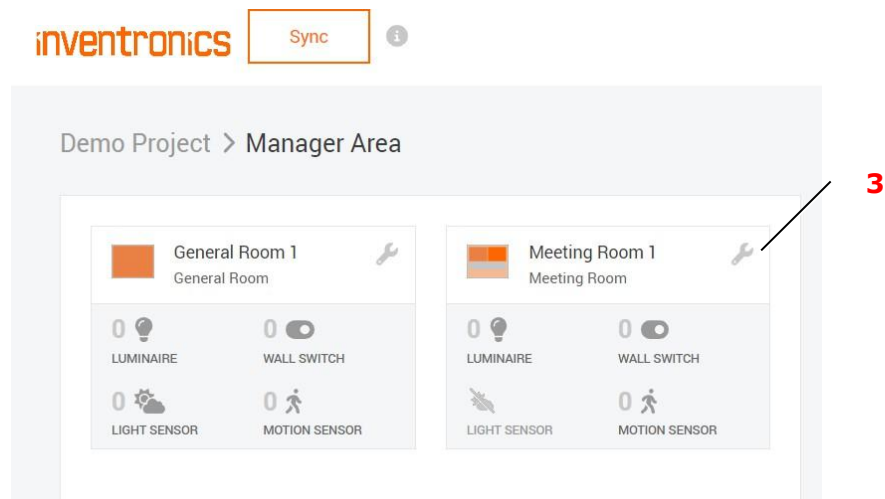 inventronics Sync i
Demo Project > Manager Area
3
General Room 1
General Room
0
LUMINAIRE
0
WALL SWITCH
0
LIGHT SENSOR
0
MOTION SENSOR
Meeting Room 1
Meeting Room
0
LUMINAIRE
0
WALL SWITCH
LIGHT SENSOR
0
MOTION SENSOR